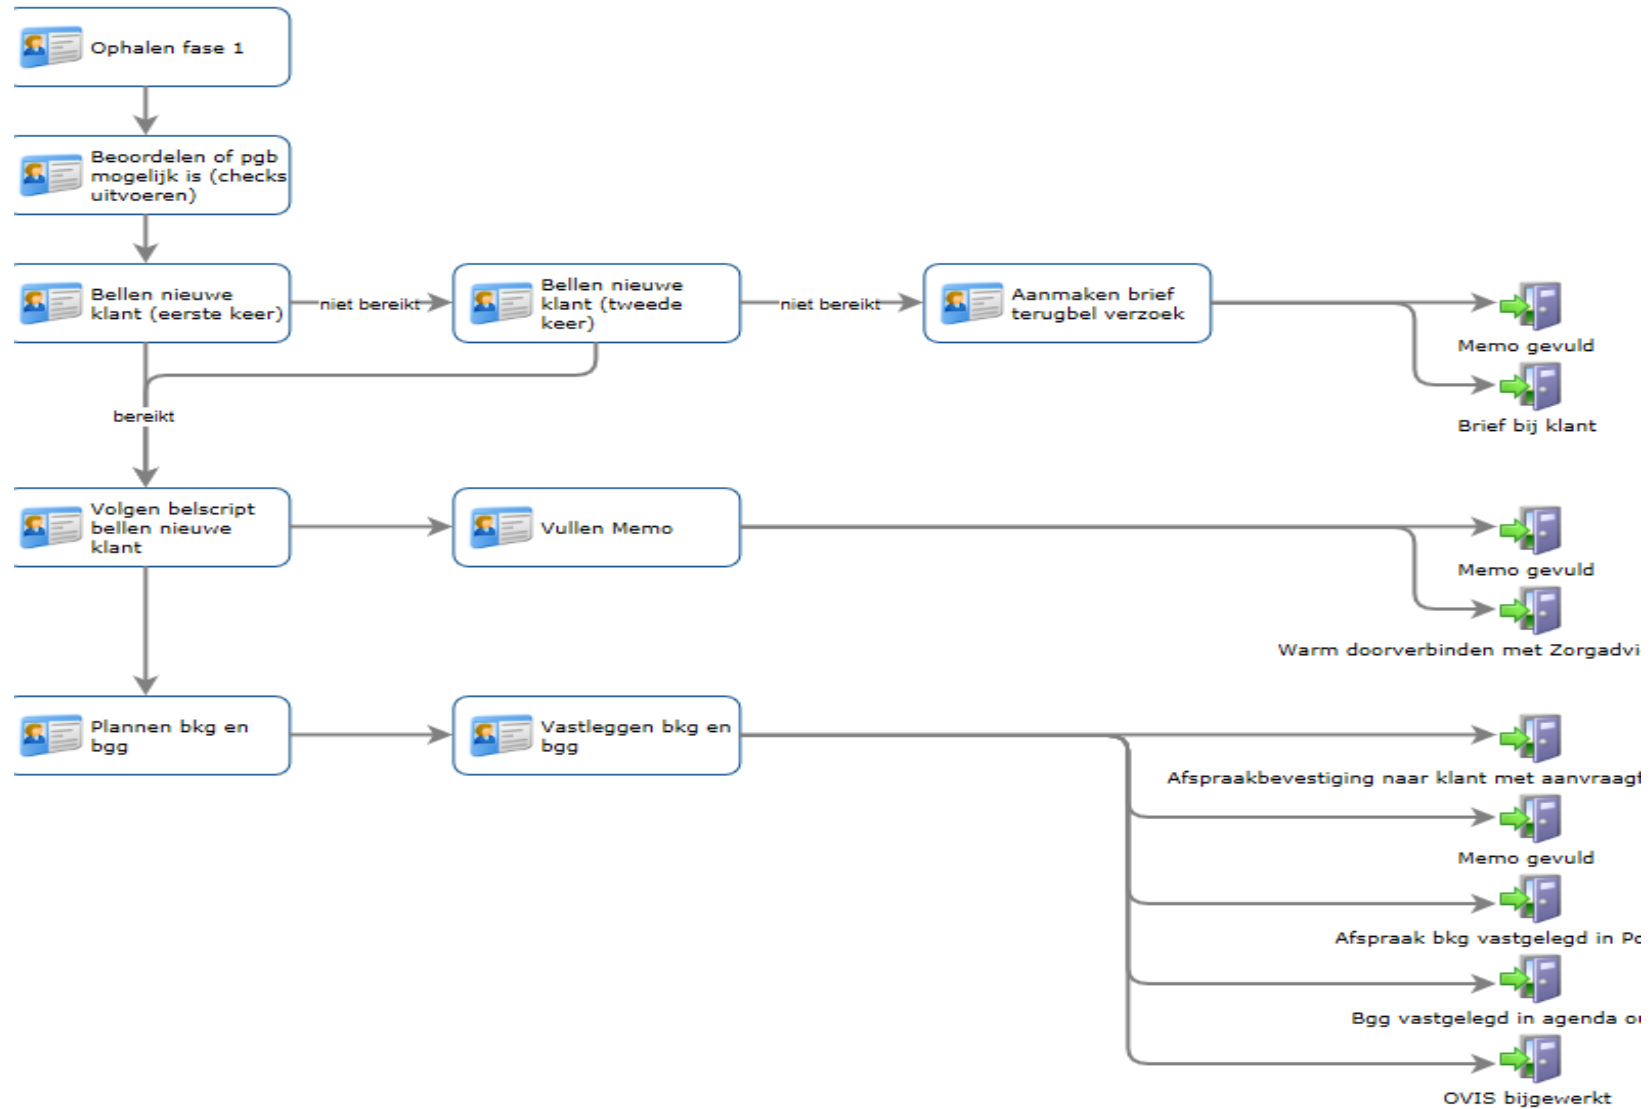 Ophalen fase 1
Beoordelen of pgb
mogelijk is (checks
uitvoeren)
Bellen nieuwe
klant (eerste keer)
niet bereikt
Bellen nieuwe
klant (tweede
keer)
niet bereikt
Aanmaken brief
terugbel verzoek
Memo gevuld
Brief bij klant
bereikt
Volgen belscript
bellen nieuwe
klant
Vullen Memo
Memo gevuld
Warm doorverbinden met Zorgadvi
Plannen bkg en
bgg
Vastleggen bkg en
bgg
Afspraakbevestiging naar klant met aanvraagf
Memo gevuld
Afspraak bkg vastgelegd in Po
Bgg vastgelegd in agenda on
OVIS bijgewerkt